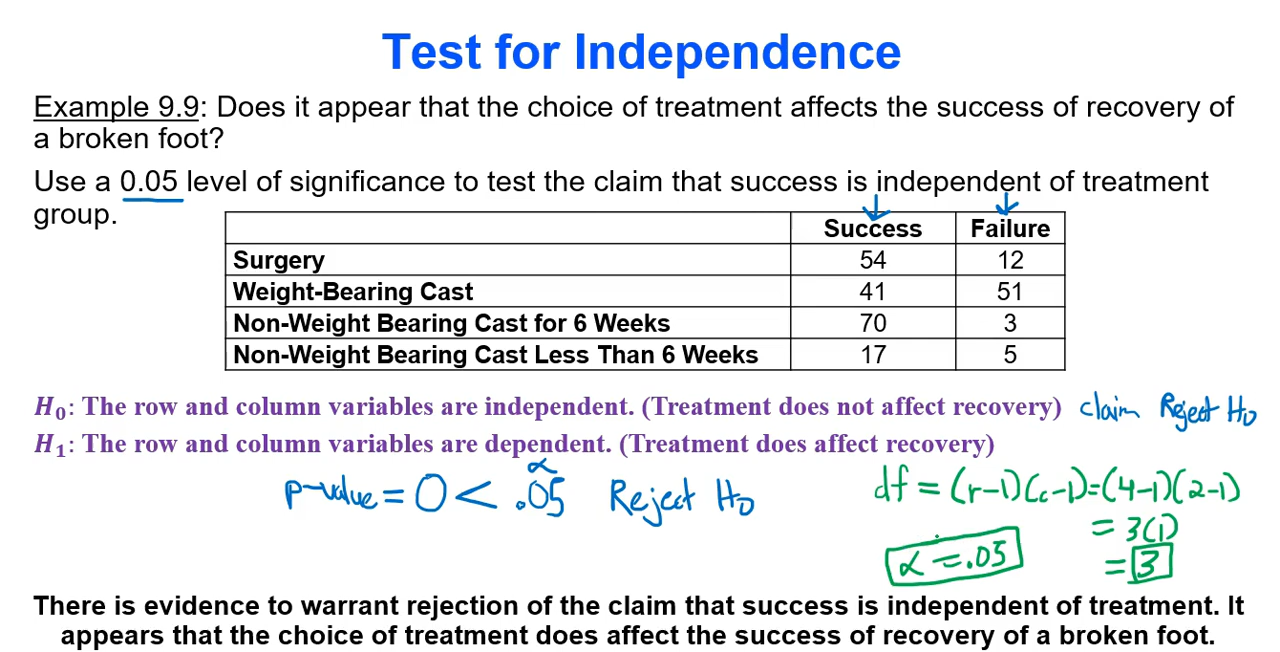 Test for Independence
Example 9.9: Does it appear that the choice of treatment affects the success of recovery of
a broken foot?
Use a 0.05 level of significance to test the claim that success is independent of treatment
group.
Success Failure
Surgery 54 12
Weight-Bearing Cast 41 51
Non-Weight Bearing Cast for 6 Weeks 70 3
Non-Weight Bearing Cast Less Than 6 Weeks 17 5
H₀: The row and column variables are independent. (Treatment does not affect recovery) claim Reject H₀
H₁: The row and column variables are dependent. (Treatment does affect recovery)
α
p-value = 0 < .05 Reject H₀
df = (r-1)(c-1) = (4-1)(2-1)
= 3(1)
α = .05
= 3
There is evidence to warrant rejection of the claim that success is independent of treatment. It
appears that the choice of treatment does affect the success of recovery of a broken foot.